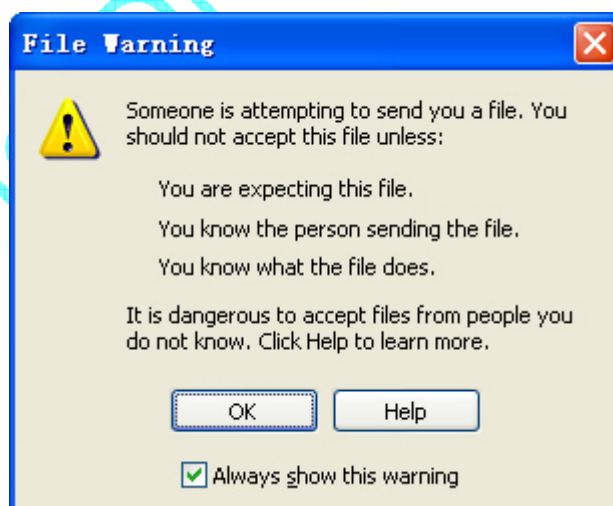 File Warning
Someone is attempting to send you a file. You
should not accept this file unless:
You are expecting this file.
You know the person sending the file.
You know what the file does.
It is dangerous to accept files from people you
do not know. Click Help to learn more.
OK
Help
Always show this warning